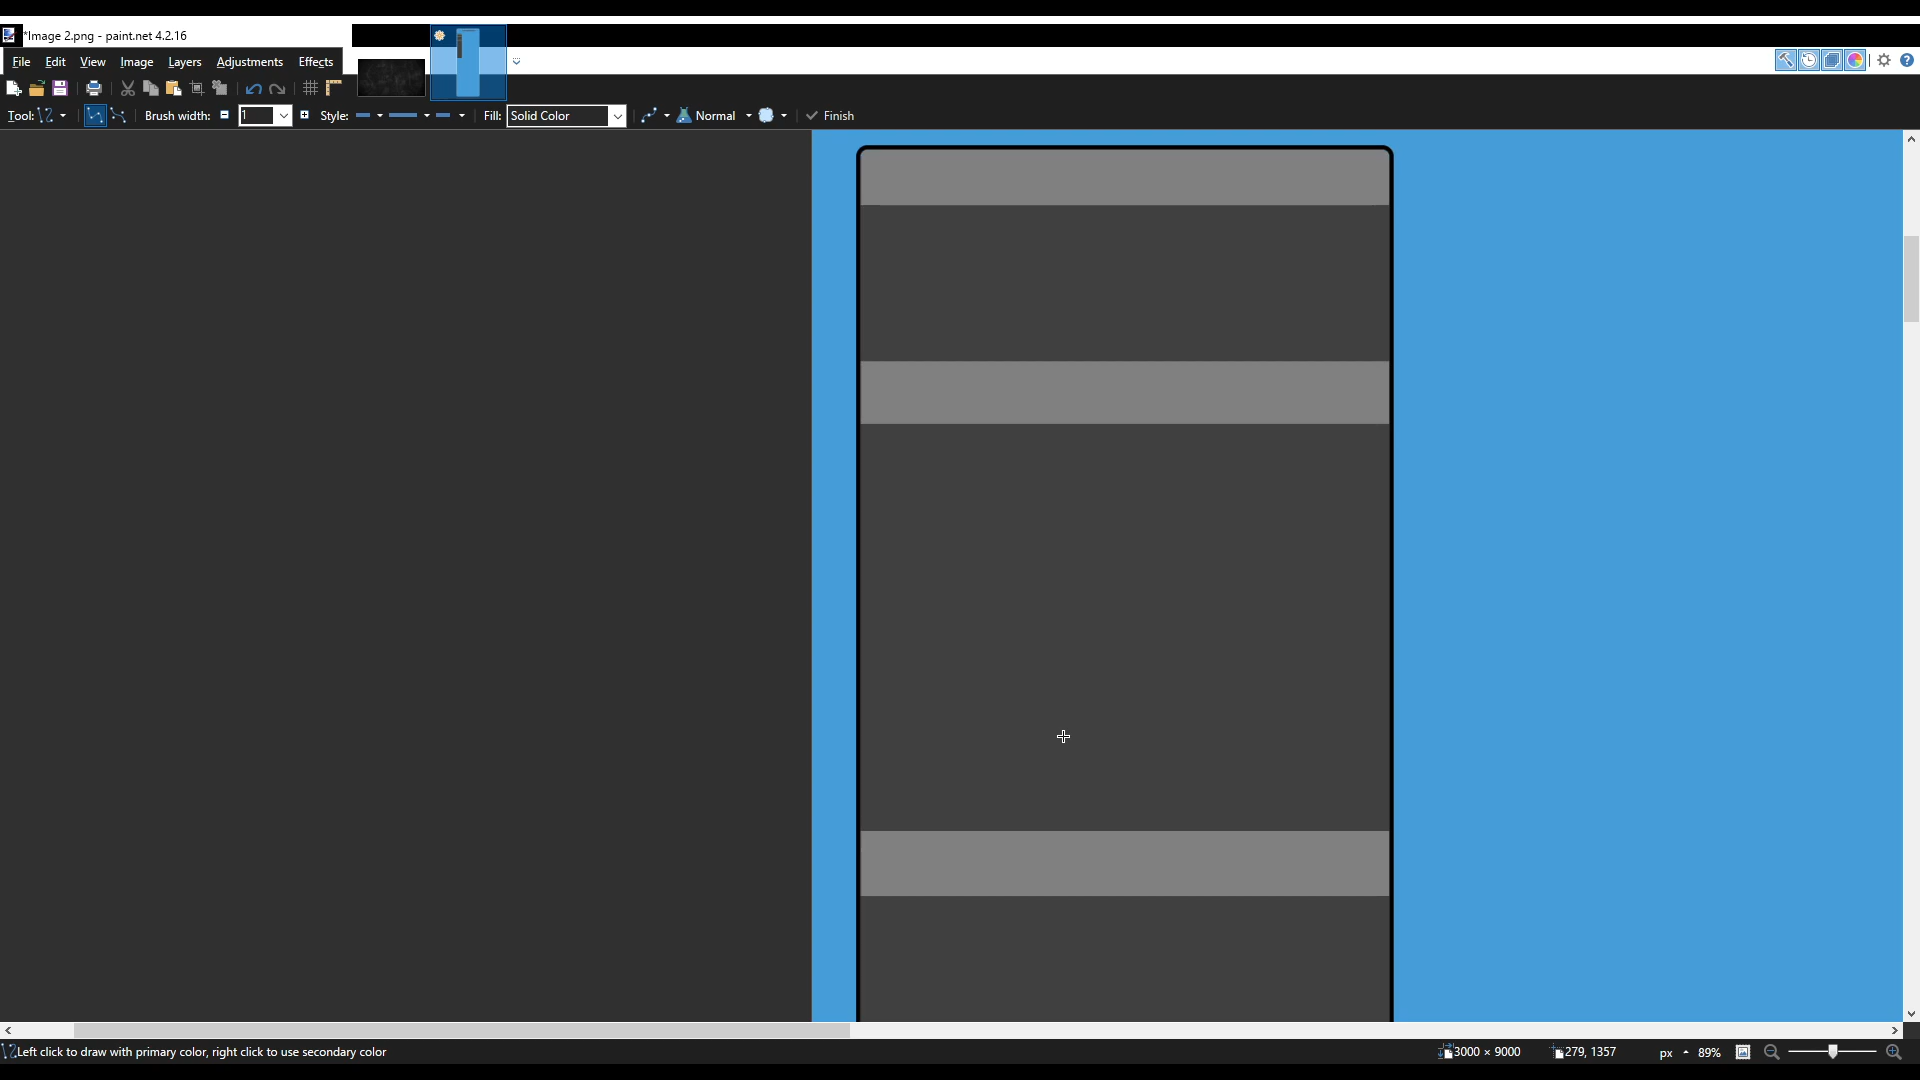 *Image 2.png - paint.net 4.2.16
File Edit View Image Layers Adjustments Effects
Tool: Brush width: 1 Style: Fill: Solid Color Normal Finish
Left click to draw with primary color, right click to use secondary color 3000 × 9000 279, 1357 px 89%